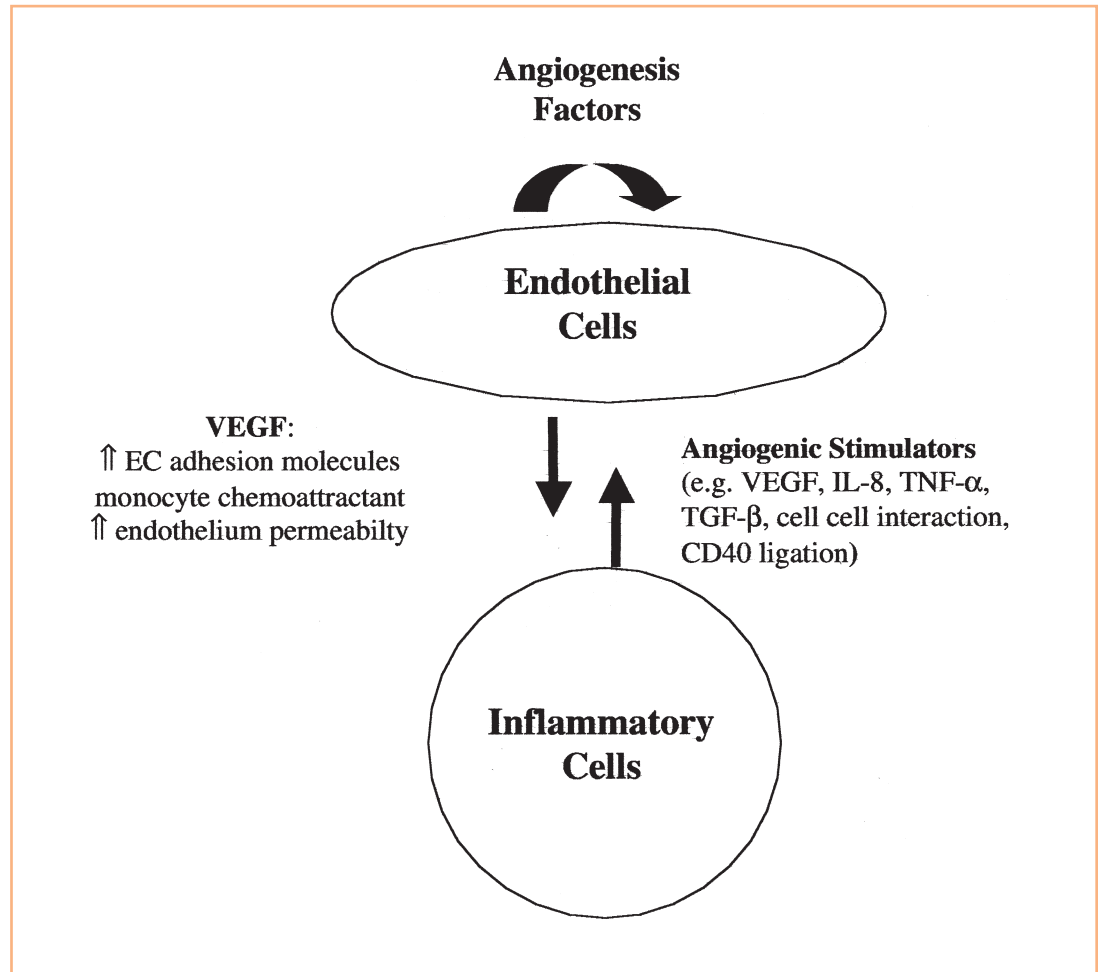 Angiogenesis
Factors
Endothelial
Cells
VEGF:
⇑ EC adhesion molecules
monocyte chemoattractant
⇑ endothelium permeabilty
Angiogenic Stimulators
(e.g. VEGF, IL-8, TNF-α,
TGF-β, cell cell interaction,
CD40 ligation)
Inflammatory
Cells